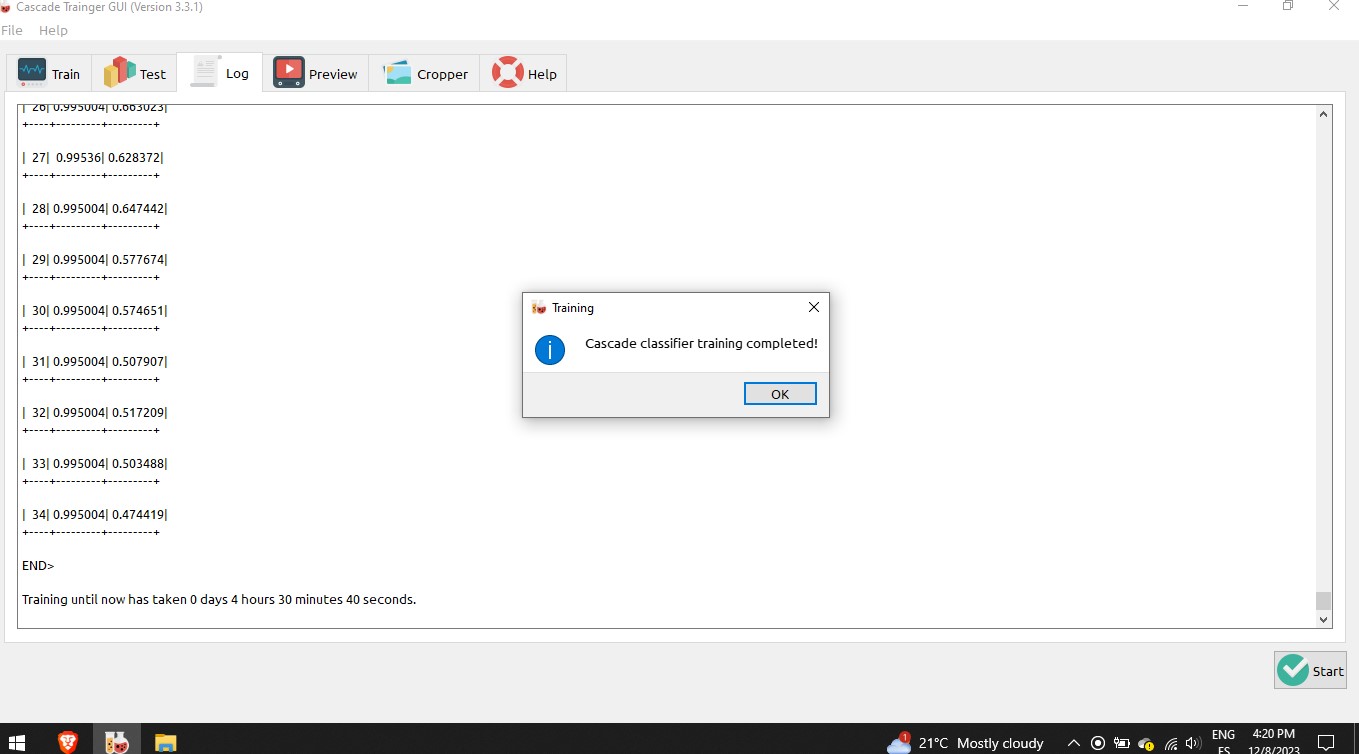 Cascade Trainger GUI (Version 3.3.1)
File Help
Train Test Log Preview Cropper Help
| 26| 0.995004| 0.663023|
+----+---------+---------+
| 27|  0.99536| 0.628372|
+----+---------+---------+
| 28| 0.995004| 0.647442|
+----+---------+---------+
| 29| 0.995004| 0.577674|
+----+---------+---------+
| 30| 0.995004| 0.574651|
+----+---------+---------+
| 31| 0.995004| 0.507907|
+----+---------+---------+
| 32| 0.995004| 0.517209|
+----+---------+---------+
| 33| 0.995004| 0.503488|
+----+---------+---------+
| 34| 0.995004| 0.474419|
+----+---------+---------+
END>
Training until now has taken 0 days 4 hours 30 minutes 40 seconds.
Training
Cascade classifier training completed!
OK
Start
1
21°C Mostly cloudy
ENG
ES
4:20 PM
12/8/2023